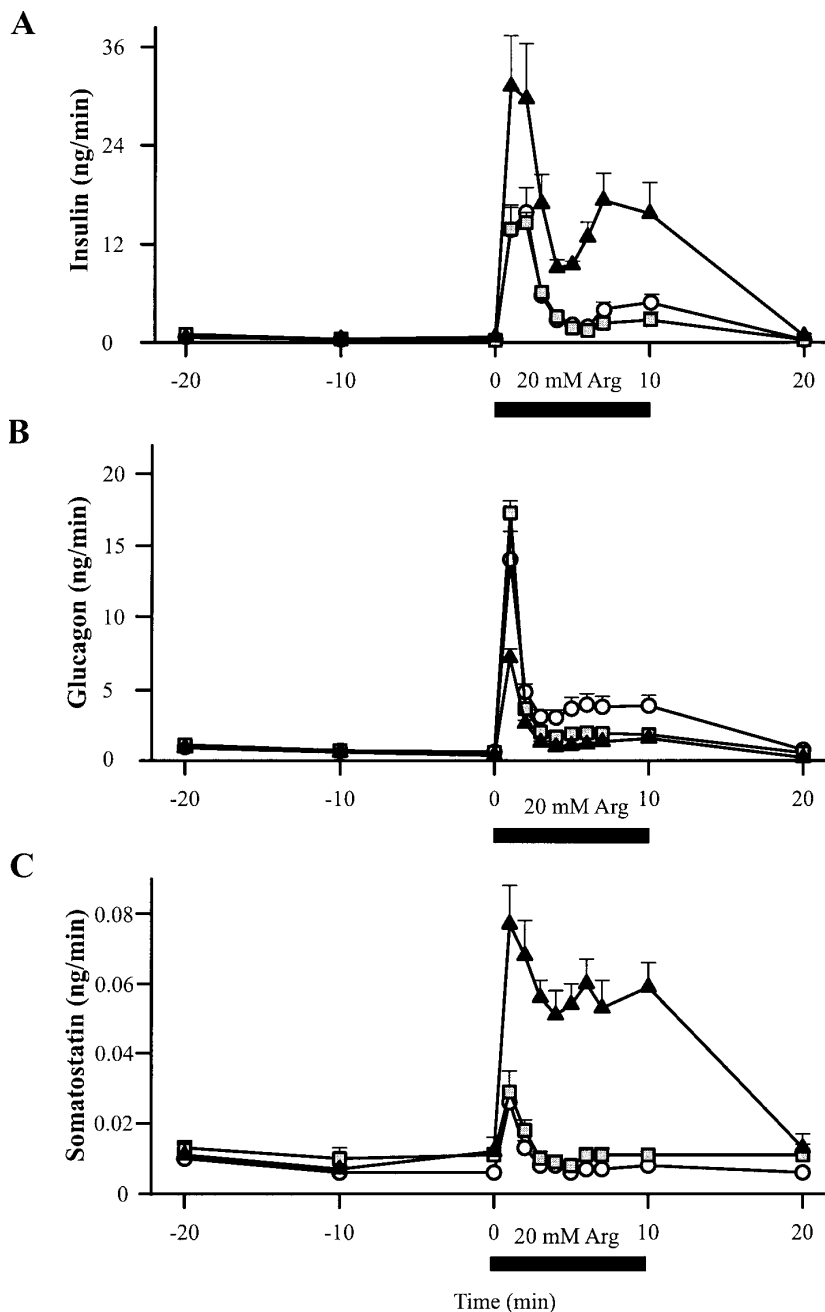 A
Insulin (ng/min)
36
24
12
0
-20 -10 0 20 mM Arg 10 20
B
Glucagon (ng/min)
20
15
10
5
0
-20 -10 0 20 mM Arg 10 20
C
Somatostatin (ng/min)
0.08
0.06
0.04
0.02
0
-20 -10 0 20 mM Arg 10 20
Time (min)